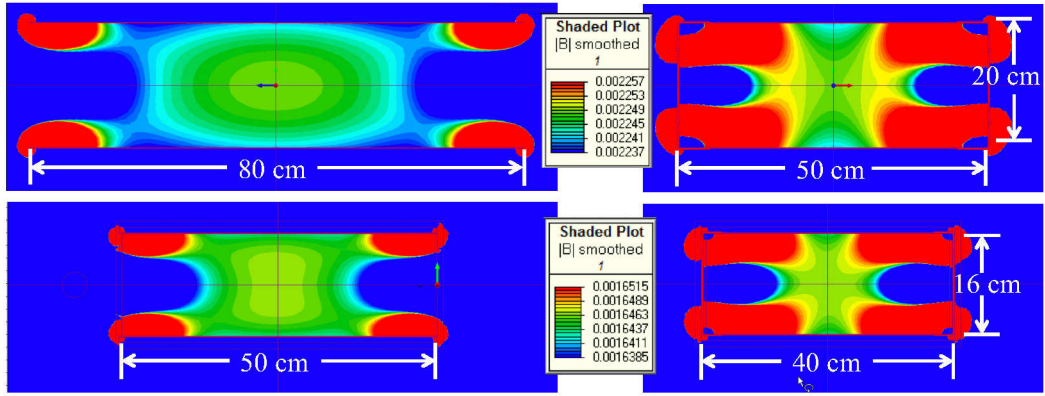 Shaded Plot
|B| smoothed
1
0.002257
0.002253
0.002249
0.002245
0.002241
0.002237
20 cm
80 cm
50 cm
Shaded Plot
|B| smoothed
1
0.0016515
0.0016489
0.0016463
0.0016437
0.0016411
0.0016385
16 cm
50 cm
40 cm